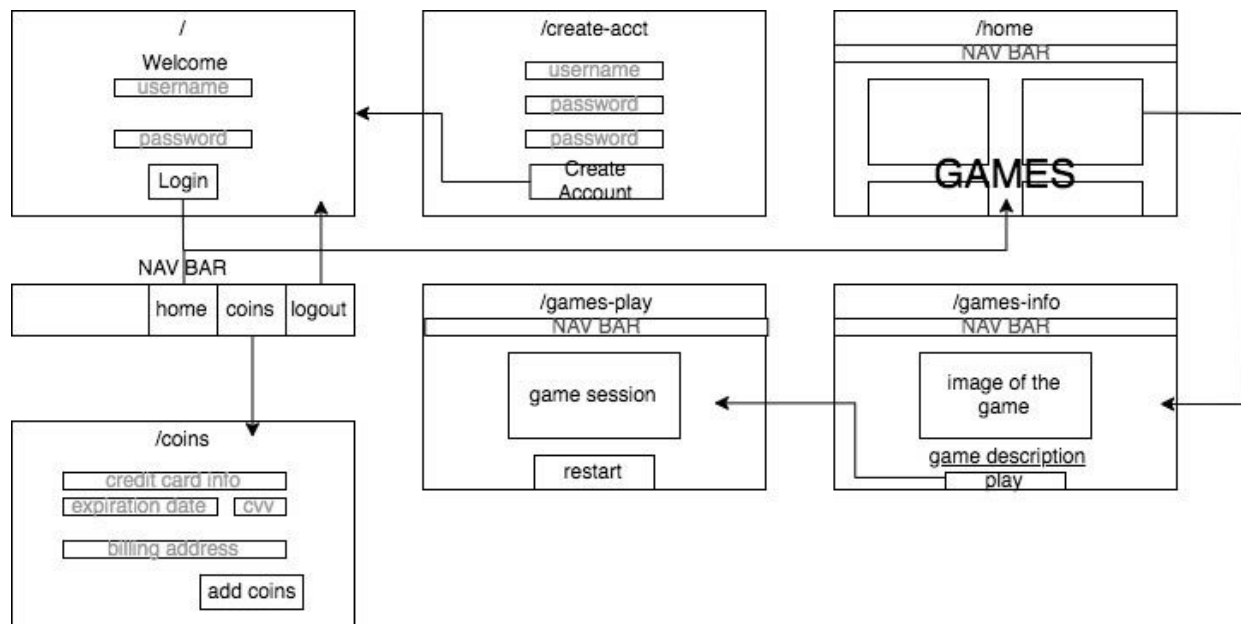 /
Welcome
username
password
Login
/create-acct
username
password
password
Create
Account
/home
NAV BAR
GAMES
NAV BAR
home
coins
logout
/games-play
NAV BAR
game session
restart
/games-info
NAV BAR
image of the
game
game description
play
/coins
credit card info
expiration date
cvv
billing address
add coins